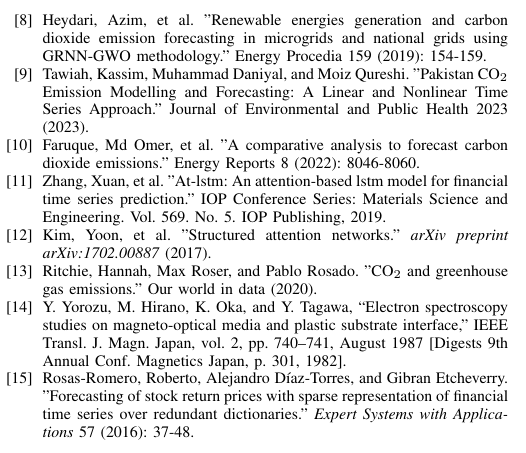 [8] Heydari, Azim, et al. ”Renewable energies generation and carbon
dioxide emission forecasting in microgrids and national grids using
GRNN-GWO methodology.” Energy Procedia 159 (2019): 154-159.
[9] Tawiah, Kassim, Muhammad Daniyal, and Moiz Qureshi. ”Pakistan CO₂
Emission Modelling and Forecasting: A Linear and Nonlinear Time
Series Approach.” Journal of Environmental and Public Health 2023
(2023).
[10] Faruque, Md Omer, et al. ”A comparative analysis to forecast carbon
dioxide emissions.” Energy Reports 8 (2022): 8046-8060.
[11] Zhang, Xuan, et al. ”At-lstm: An attention-based lstm model for financial
time series prediction.” IOP Conference Series: Materials Science and
Engineering. Vol. 569. No. 5. IOP Publishing, 2019.
[12] Kim, Yoon, et al. ”Structured attention networks.” arXiv preprint
arXiv:1702.00887 (2017).
[13] Ritchie, Hannah, Max Roser, and Pablo Rosado. ”CO₂ and greenhouse
gas emissions.” Our world in data (2020).
[14] Y. Yorozu, M. Hirano, K. Oka, and Y. Tagawa, “Electron spectroscopy
studies on magneto-optical media and plastic substrate interface,” IEEE
Transl. J. Magn. Japan, vol. 2, pp. 740–741, August 1987 [Digests 9th
Annual Conf. Magnetics Japan, p. 301, 1982].
[15] Rosas-Romero, Roberto, Alejandro Díaz-Torres, and Gibran Etcheverry.
”Forecasting of stock return prices with sparse representation of financial
time series over redundant dictionaries.” Expert Systems with Applica-
tions 57 (2016): 37-48.